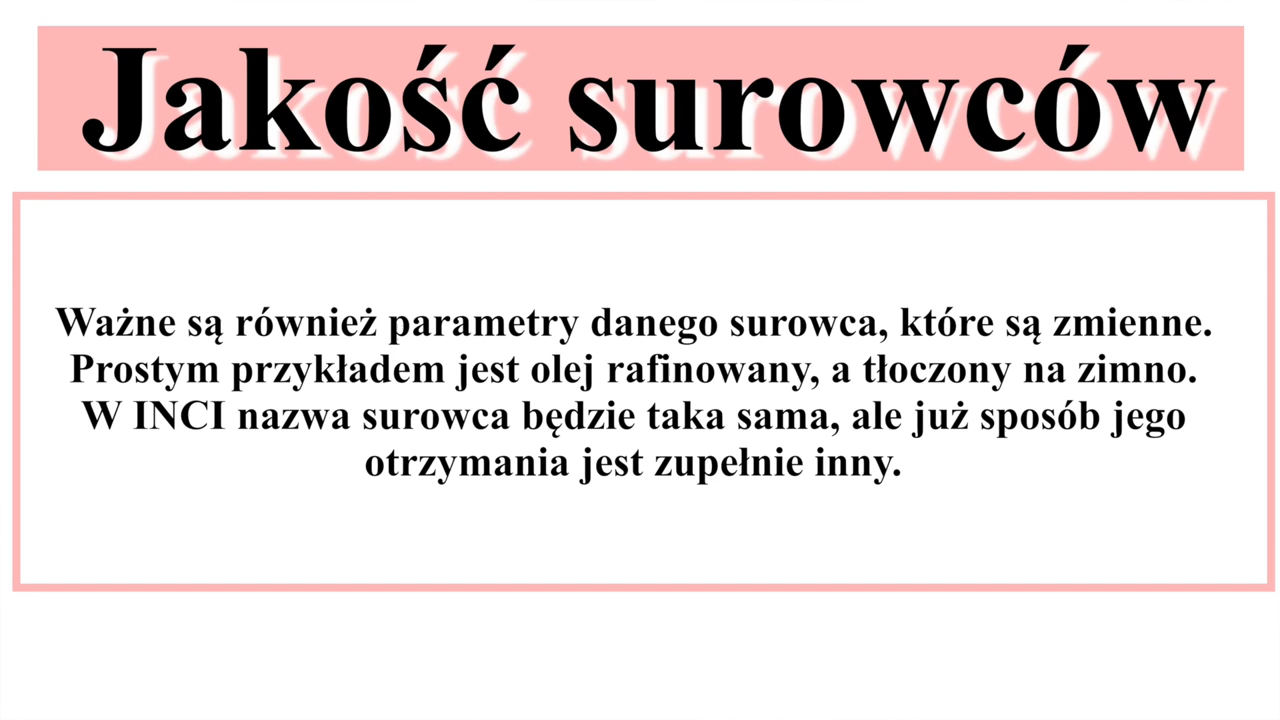 Jakość surowców
Ważne są również parametry danego surowca, które są zmienne.
Prostym przykładem jest olej rafinowany, a tłoczony na zimno.
W INCI nazwa surowca będzie taka sama, ale już sposób jego
otrzymania jest zupełnie inny.